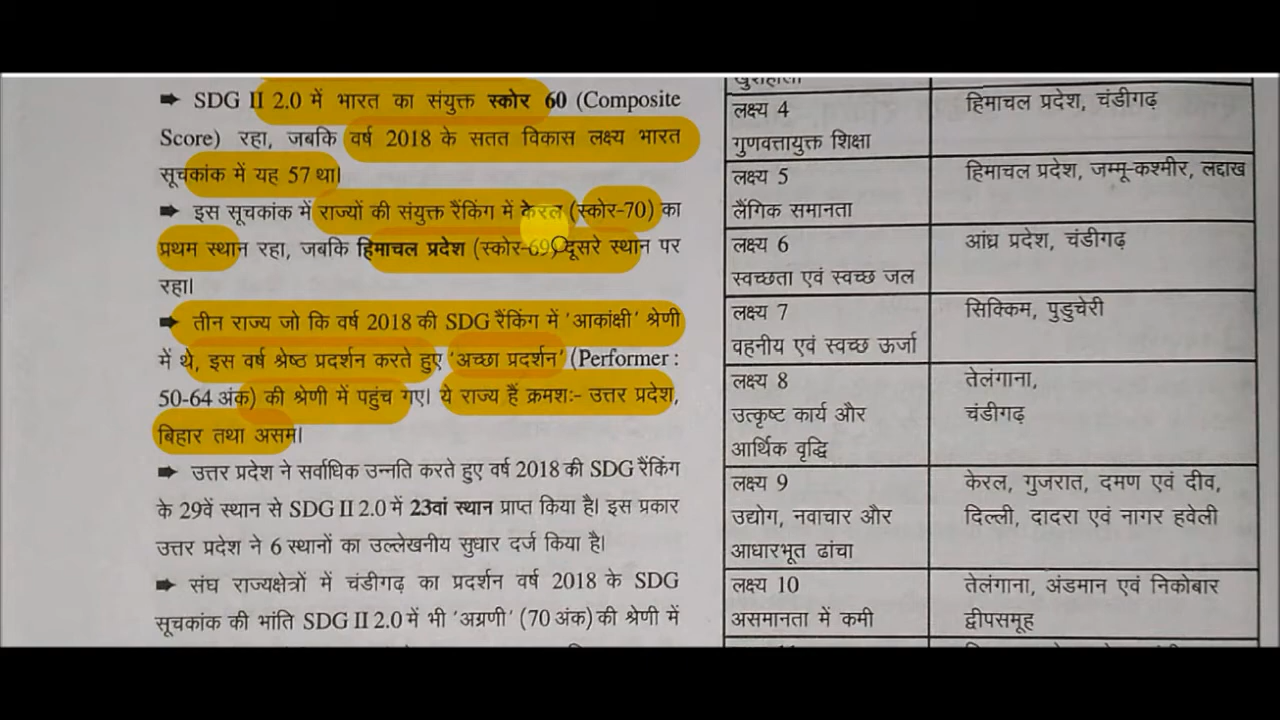 ➡ SDG II 2.0 में भारत का संयुक्त स्कोर 60 (Composite
Score) रहा, जबकि वर्ष 2018 के सतत विकास लक्ष्य भारत
सूचकांक में यह 57 था।
➡ इस सूचकांक में राज्यों की संयुक्त रैंकिंग में केरल (स्कोर-70) का
प्रथम स्थान रहा, जबकि हिमाचल प्रदेश (स्कोर-69) दूसरे स्थान पर
रहा।
➡ तीन राज्य जो कि वर्ष 2018 की SDG रैंकिंग में 'आकांक्षी' श्रेणी
में थे, इस वर्ष श्रेष्ठ प्रदर्शन करते हुए 'अच्छा प्रदर्शन' (Performer :
50-64 अंक) की श्रेणी में पहुंच गए। ये राज्य हैं क्रमशः- उत्तर प्रदेश,
बिहार तथा असम।
➡ उत्तर प्रदेश ने सर्वाधिक उन्नति करते हुए वर्ष 2018 की SDG रैंकिंग
के 29वें स्थान से SDG II 2.0 में 23वां स्थान प्राप्त किया है। इस प्रकार
उत्तर प्रदेश ने 6 स्थानों का उल्लेखनीय सुधार दर्ज किया है।
➡ संघ राज्यक्षेत्रों में चंडीगढ़ का प्रदर्शन वर्ष 2018 के SDG
सूचकांक की भांति SDG II 2.0 में भी 'अग्रणी' (70 अंक) की श्रेणी में
लक्ष्य 4 हिमाचल प्रदेश, चंडीगढ़
गुणवत्तायुक्त शिक्षा
लक्ष्य 5 हिमाचल प्रदेश, जम्मू-कश्मीर, लद्दाख
लैंगिक समानता
लक्ष्य 6 आंध्र प्रदेश, चंडीगढ़
स्वच्छता एवं स्वच्छ जल
लक्ष्य 7 सिक्किम, पुडुचेरी
वहनीय एवं स्वच्छ ऊर्जा
लक्ष्य 8 तेलंगाना,
उत्कृष्ट कार्य और चंडीगढ़
आर्थिक वृद्धि
लक्ष्य 9 केरल, गुजरात, दमण एवं दीव,
उद्योग, नवाचार और दिल्ली, दादरा एवं नागर हवेली
आधारभूत ढांचा
लक्ष्य 10 तेलंगाना, अंडमान एवं निकोबार
असमानता में कमी द्वीपसमूह